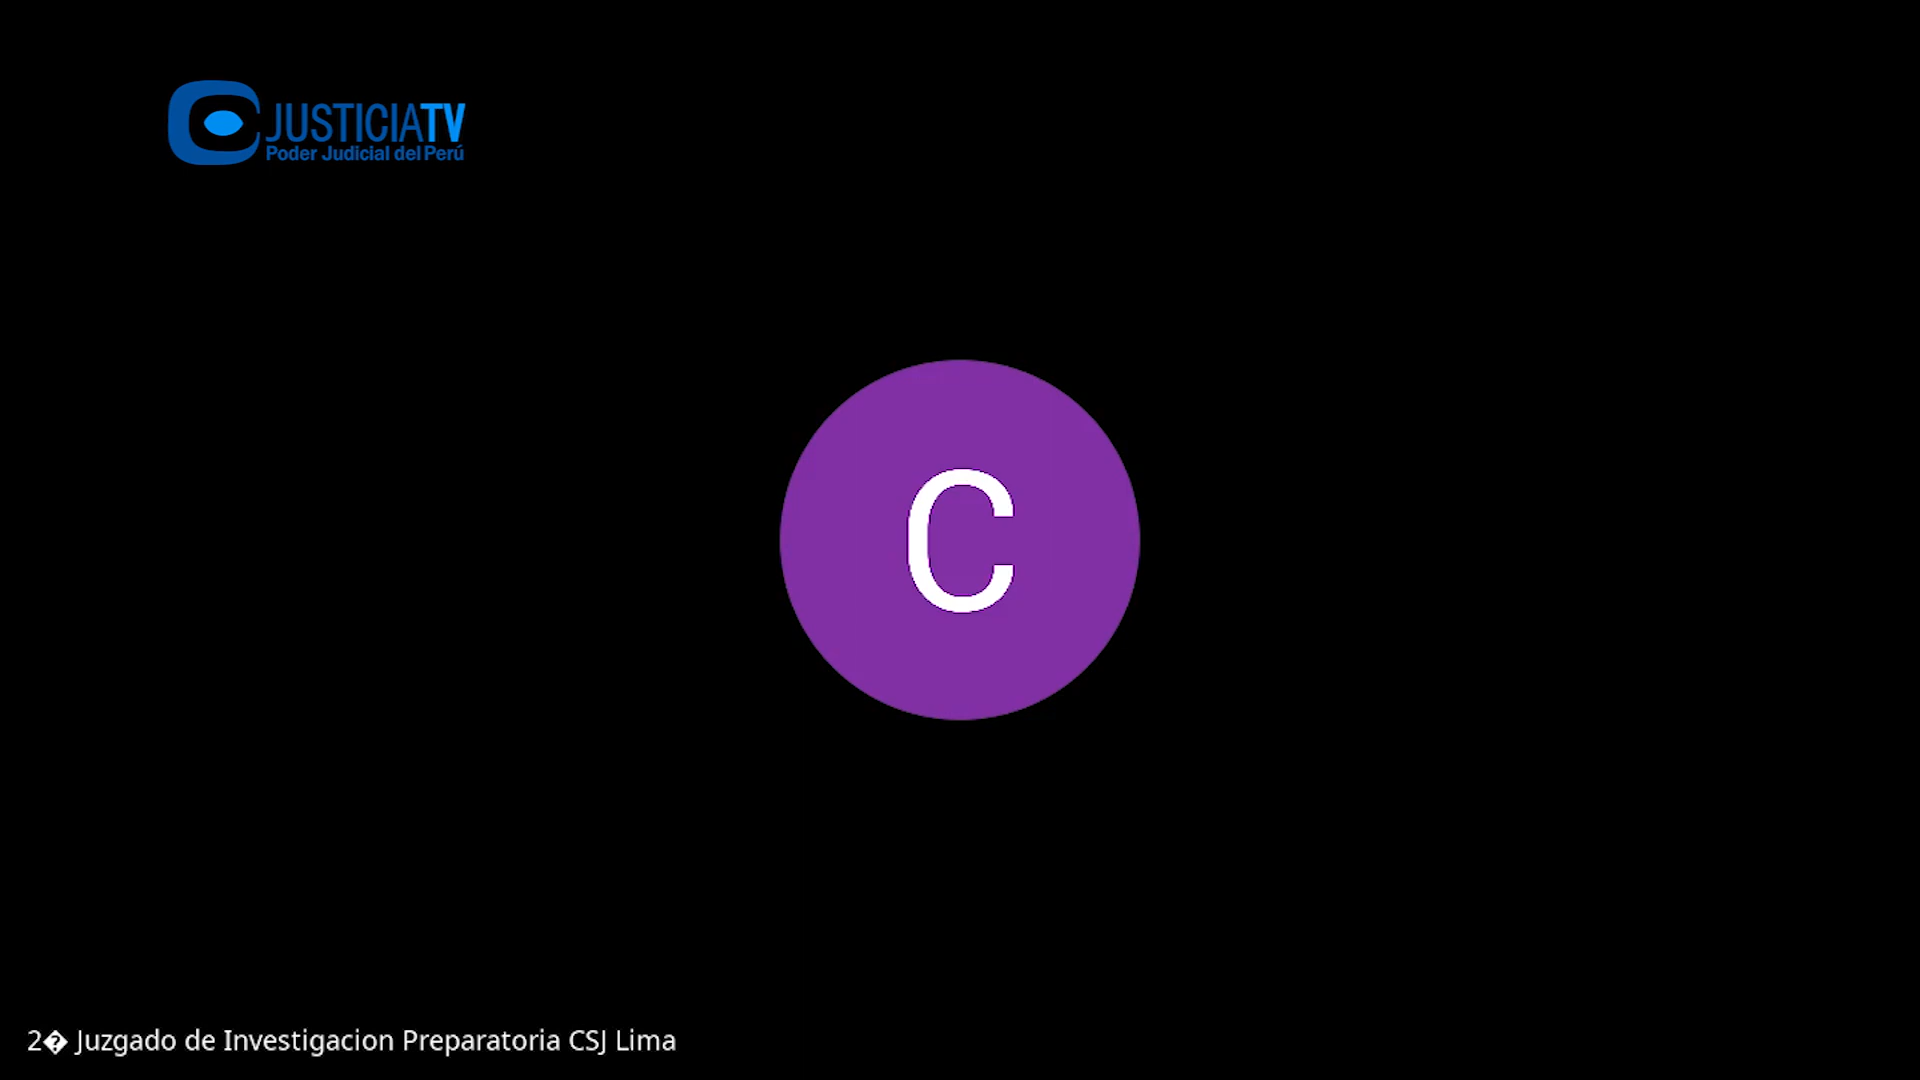 JUSTICIATV
Poder Judicial del Perú
C
2� Juzgado de Investigacion Preparatoria CSJ Lima